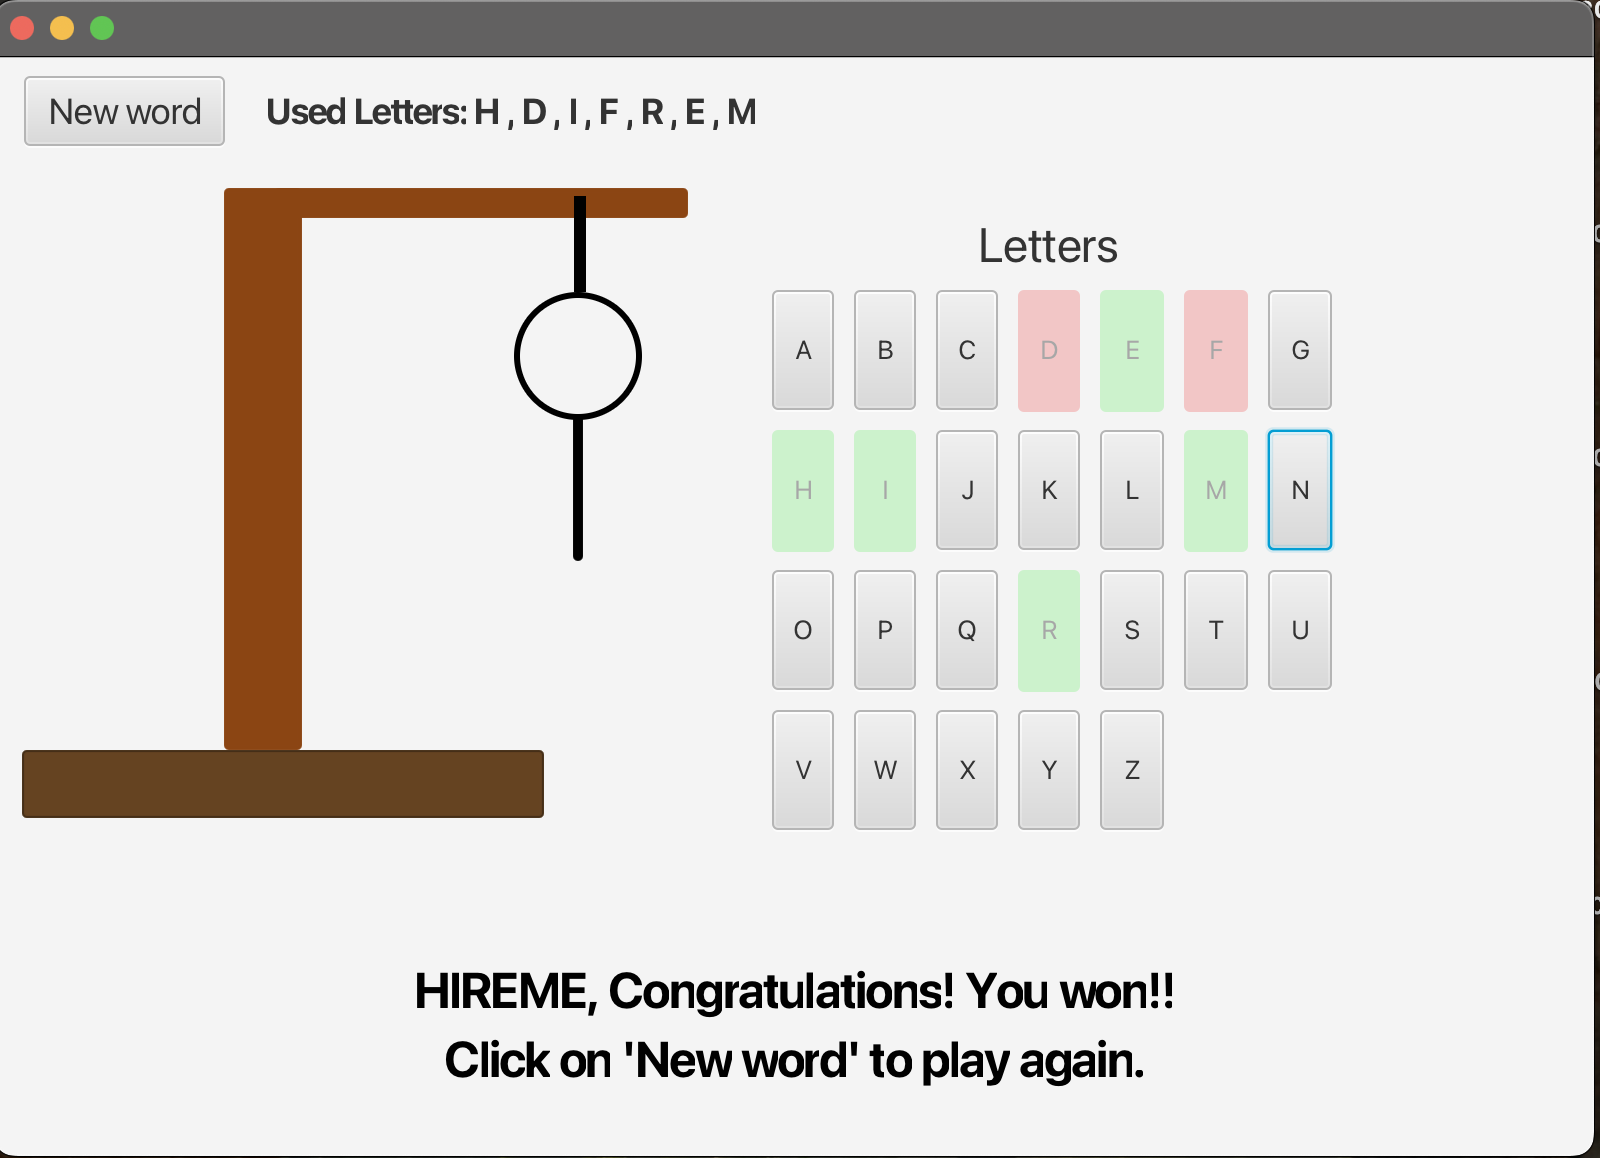 New word
Used Letters: H , D , I , F , R , E , M
Letters
A B C D E F G
H I J K L M N
O P Q R S T U
V W X Y Z
HIREME, Congratulations! You won!!
Click on 'New word' to play again.